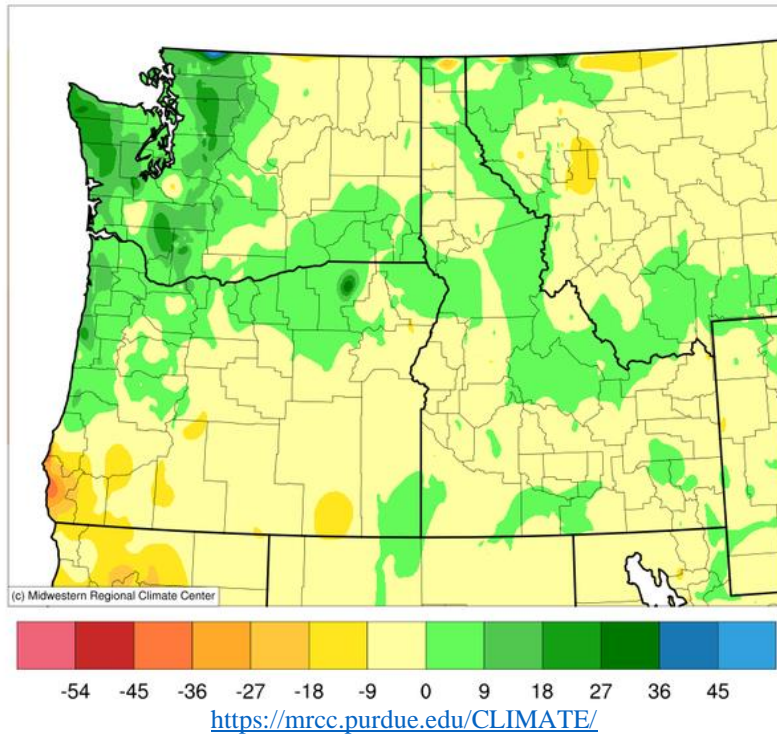 (c) Midwestern Regional Climate Center
-54 -45 -36 -27 -18 -9 0 9 18 27 36 45
https://mrcc.purdue.edu/CLIMATE/